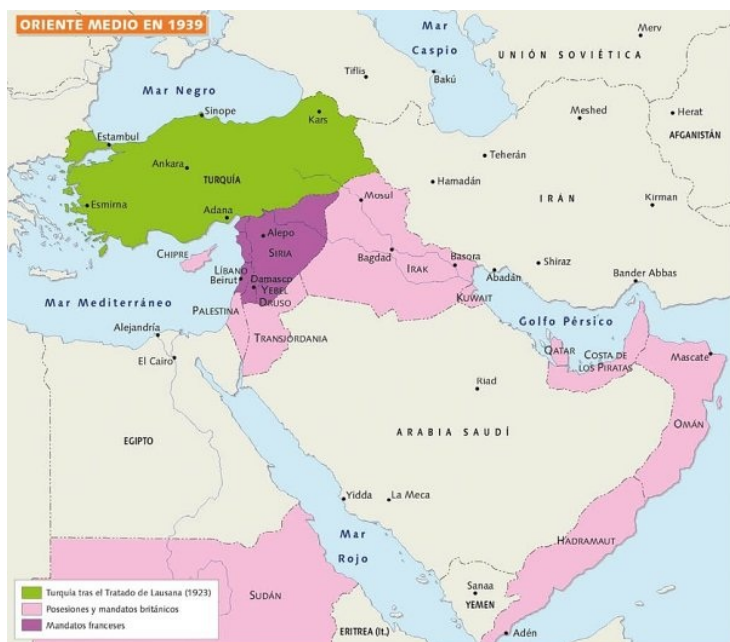 ORIENTE MEDIO EN 1939
Mar
Caspio
Merv
UNIÓN SOVIÉTICA
Tiflis
Bakú
Mar Negro
Sinope
Kars
Meshed
Herat
AFGANISTÁN
Estambul
Ankara
TURQUÍA
Teherán
Hamadán
IRÁN
Esmirna
Adana
Mosul
Kirman
Alepo
SIRIA
CHIPRE
Bagdad
IRAK
Basora
Abadán
Shiraz
LÍBANO
Beirut
Damasco
YEBEL
DRUSO
Bander Abbas
Mar Mediterráneo
PALESTINA
KUWAIT
Golfo Pérsico
Alejandría
TRANSJORDANIA
El Cairo
QATAR
COSTA DE
LOS PIRATAS
Mascate
Riad
EGIPTO
ARABIA SAUDÍ
OMÁN
Yidda
La Meca
Mar
Rojo
HADRAMAUT
SUDÁN
Sanaa
YEMEN
ERITREA (It.)
Adén
Turquía tras el Tratado de Lausana (1923)
Posesiones y mandatos británicos
Mandatos franceses